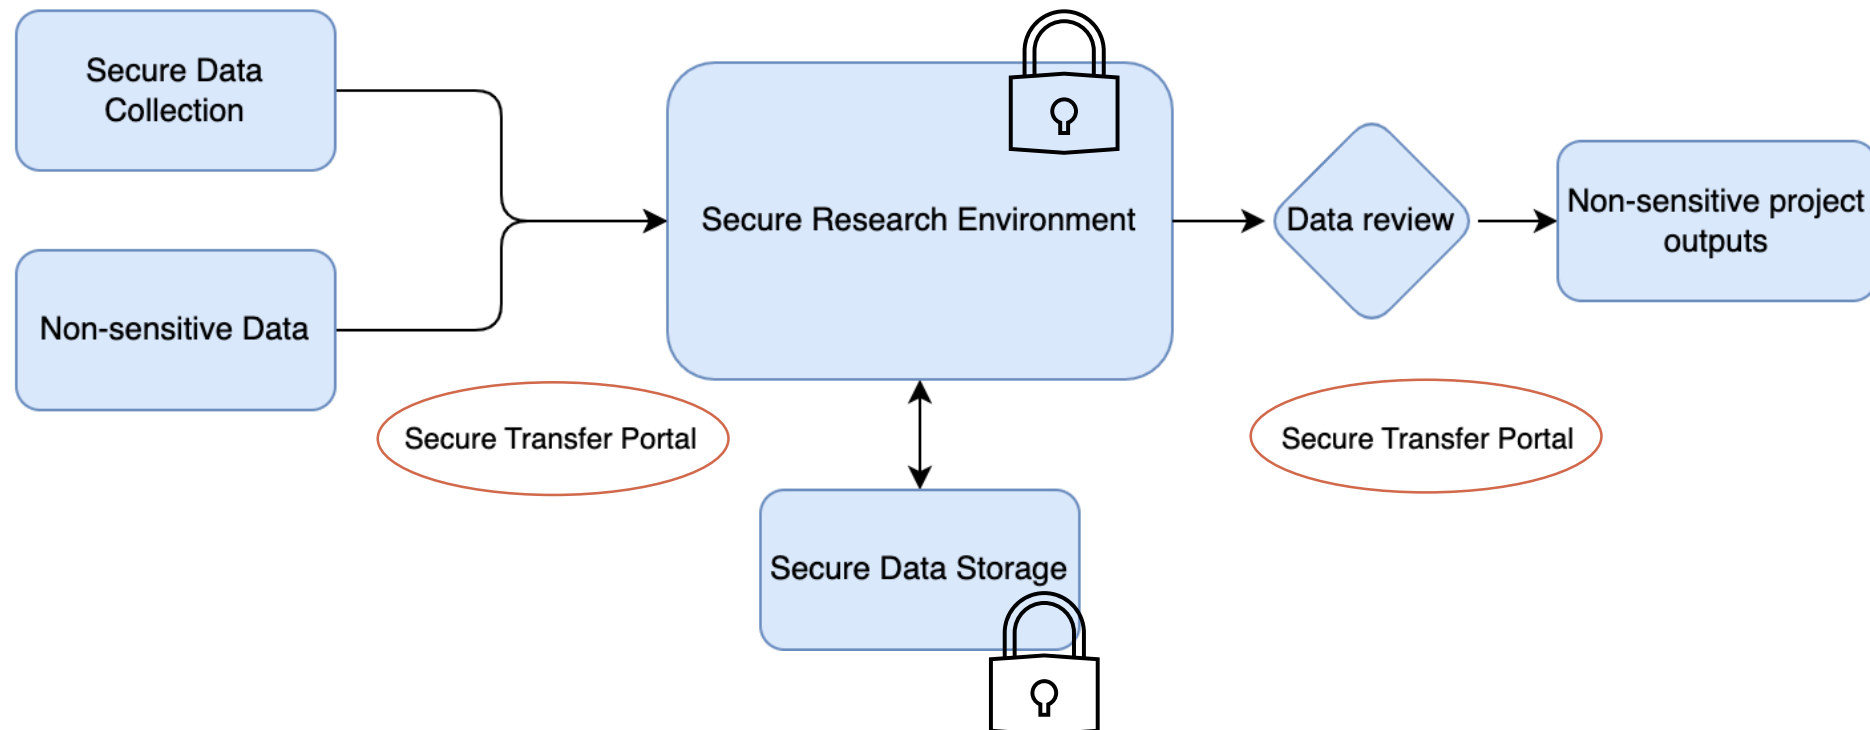 Secure Data
Collection
Non-sensitive Data
Secure Research Environment
Data review
Non-sensitive project
outputs
Secure Transfer Portal
Secure Transfer Portal
Secure Data Storage